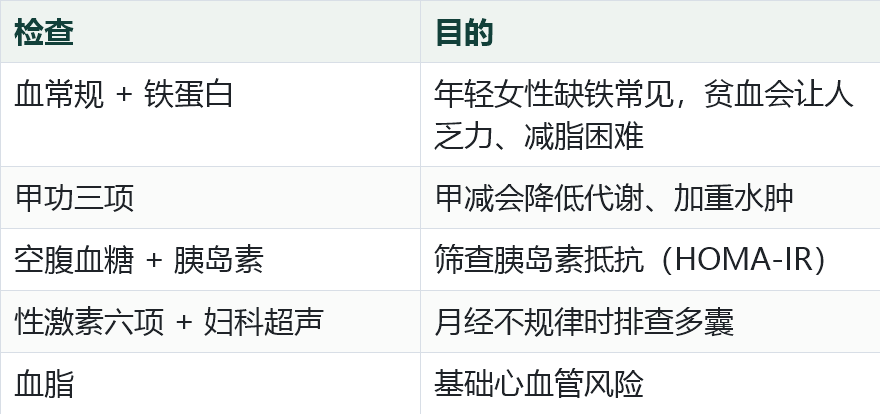 检查
目的
血常规 + 铁蛋白
年轻女性缺铁常见，贫血会让人
乏力、减脂困难
甲功三项
甲减会降低代谢、加重水肿
空腹血糖 + 胰岛素
筛查胰岛素抵抗（HOMA-IR）
性激素六项 + 妇科超声
月经不规律时排查多囊
血脂
基础心血管风险